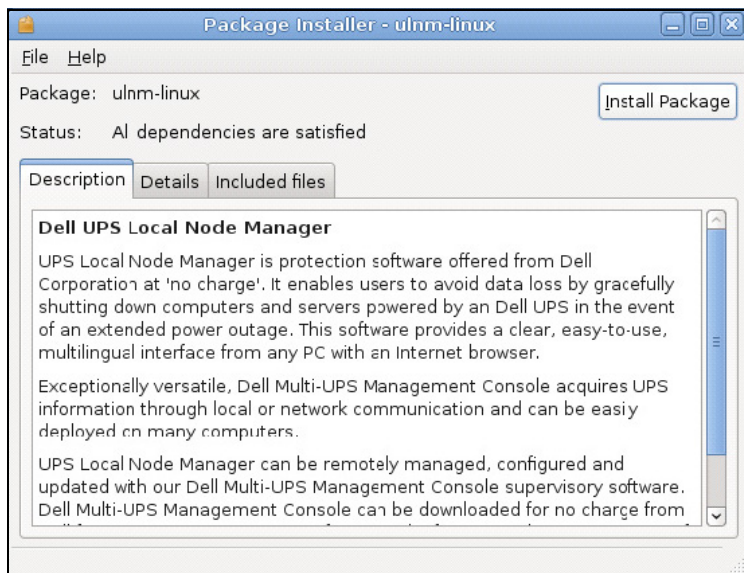 Package Installer - ulnm-linux
File Help
Package: ulnm-linux
Install Package
Status: All dependencies are satisfied
Description Details Included files
Dell UPS Local Node Manager
UPS Local Node Manager is protection software offered from Dell
Corporation at 'no charge'. It enables users to avoid data loss by gracefully
shutting down computers and servers powered by an Dell UPS in the event
of an extended power outage. This software provides a clear, easy-to-use,
multilingual interface from any PC with an Internet browser.
Exceptionally versatile, Dell Multi-UPS Management Console acquires UPS
information through local or network communication and can be easily
deployed on many computers.
UPS Local Node Manager can be remotely managed, configured and
updated with our Dell Multi-UPS Management Console supervisory software.
Dell Multi-UPS Management Console can be downloaded for no charge from